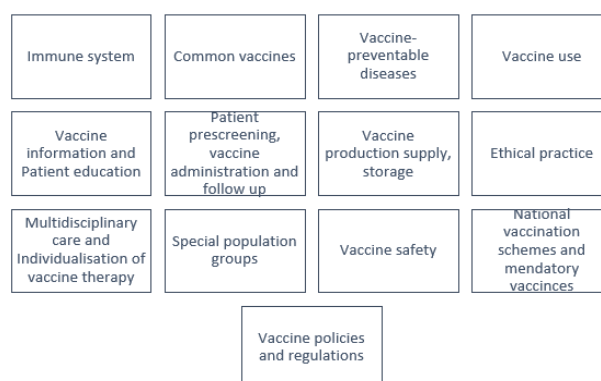 Immune system
Common vaccines
Vaccine-
preventable
diseases
Vaccine use
Vaccine
information and
Patient education
Patient
prescreening,
vaccine
administration and
follow up
Vaccine
production supply,
storage
Ethical practice
Multidisciplinary
care and
Individualisation of
vaccine therapy
Special population
groups
Vaccine safety
National
vaccination
schemes and
mendatory
vaccinces
Vaccine policies
and regulations